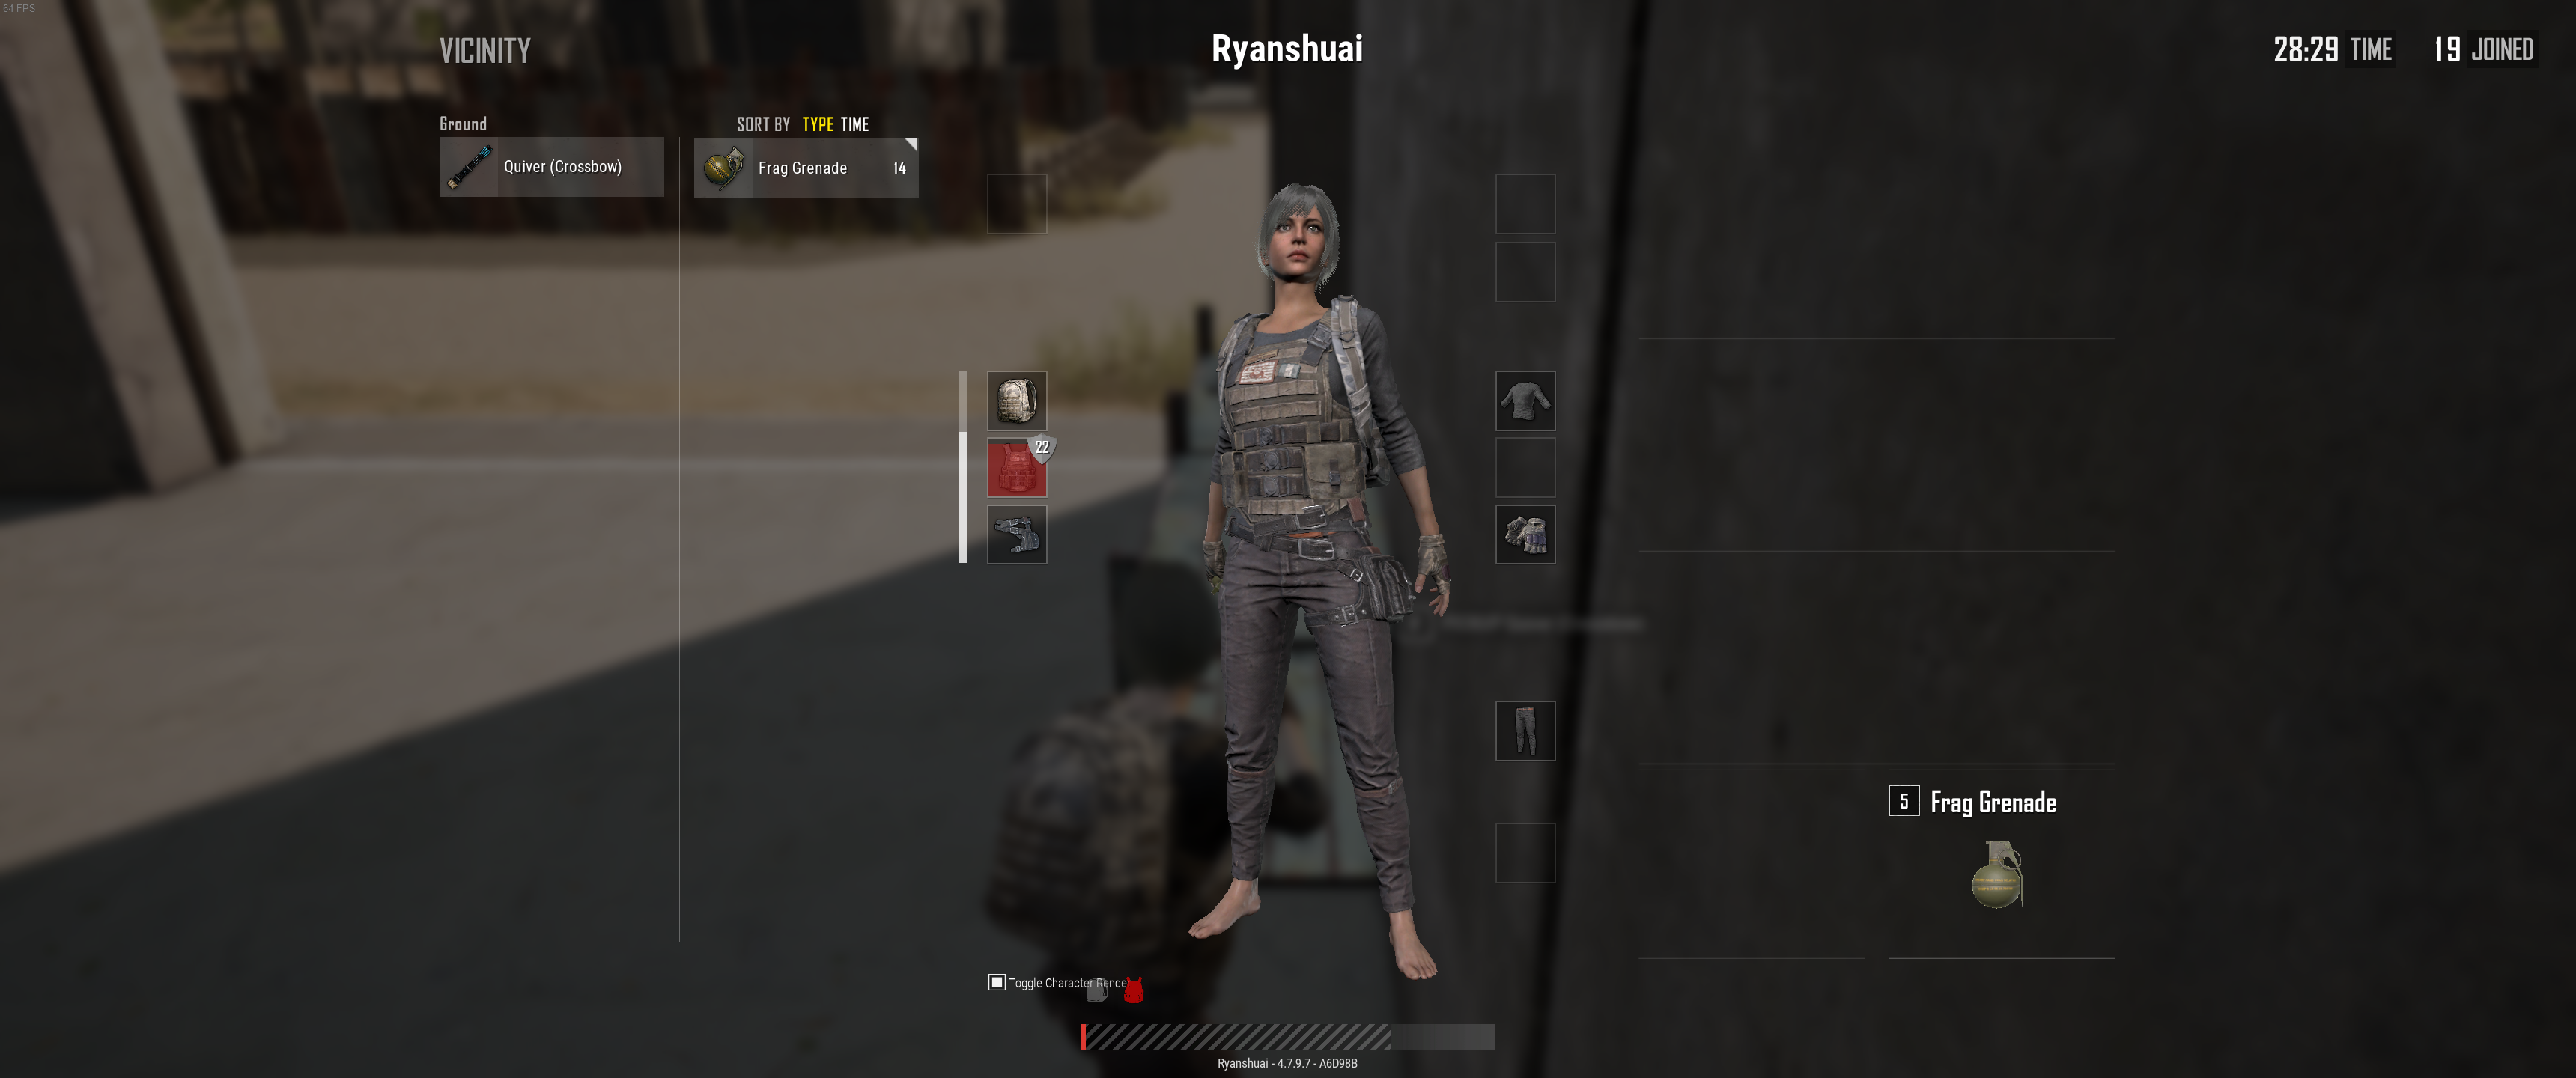 64 FPS
VICINITY
Ryanshuai
28:29 TIME 19 JOINED
Ground
SORT BY TYPE TIME
Quiver (Crossbow)
Frag Grenade 14
22
5 Frag Grenade
Toggle Character Rende
Ryanshuai - 4.7.9.7 - A6D98B